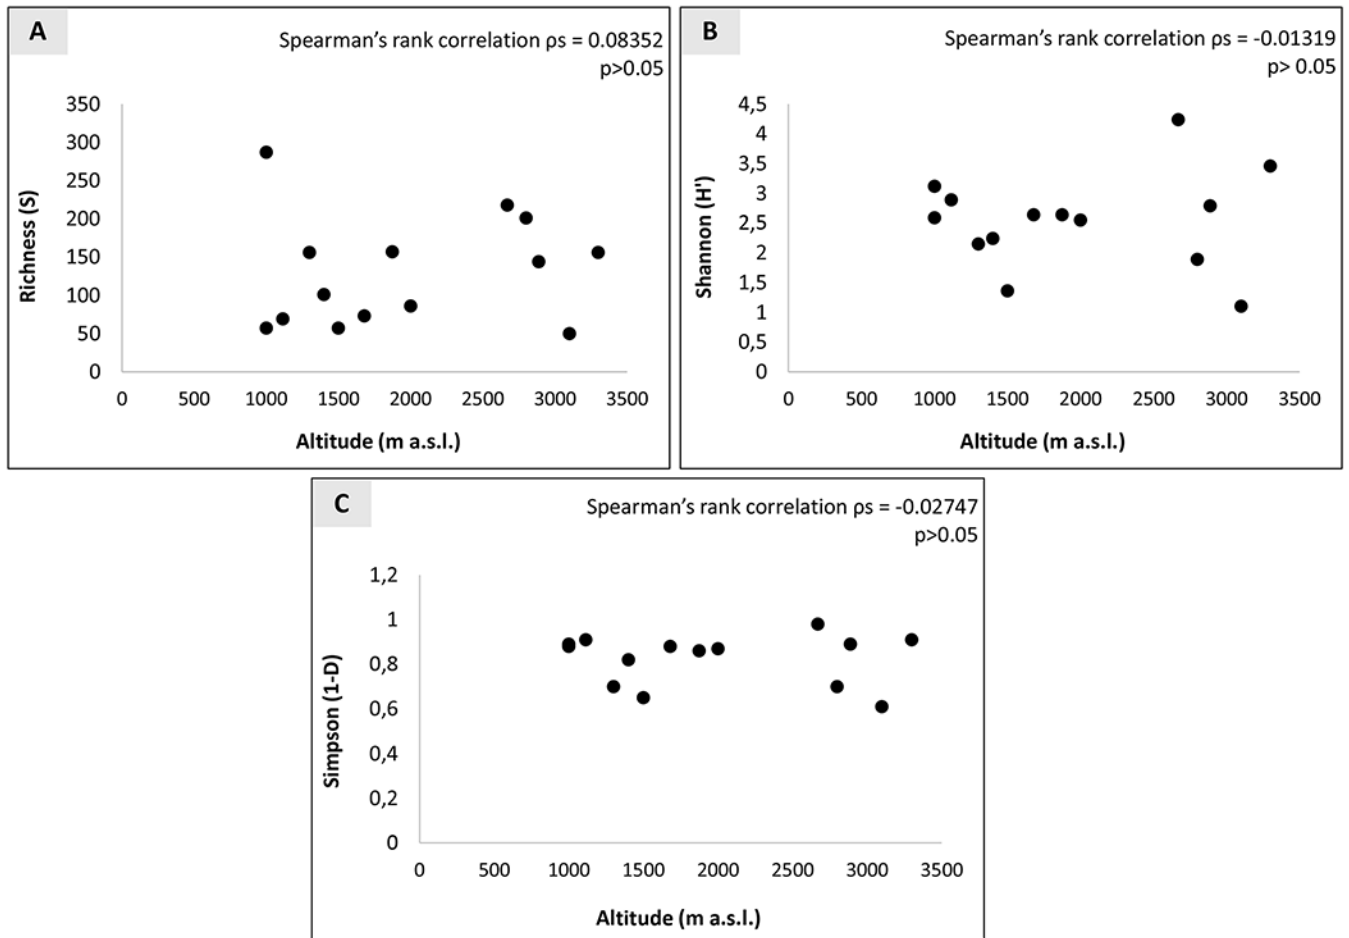 A
Spearman's rank correlation ρs = 0.08352
p>0.05
350
300
250
200
150
100
50
0
Richness (S)
0 500 1000 1500 2000 2500 3000 3500
Altitude (m a.s.l.)
B
Spearman's rank correlation ρs = -0.01319
p> 0.05
4,5
4
3,5
3
2,5
2
1,5
1
0,5
0
Shannon (H')
0 500 1000 1500 2000 2500 3000 3500
Altitude (m a.s.l.)
C
Spearman's rank correlation ρs = -0.02747
p>0.05
1,2
1
0,8
0,6
0,4
0,2
0
Simpson (1-D)
0 500 1000 1500 2000 2500 3000 3500
Altitude (m a.s.l.)